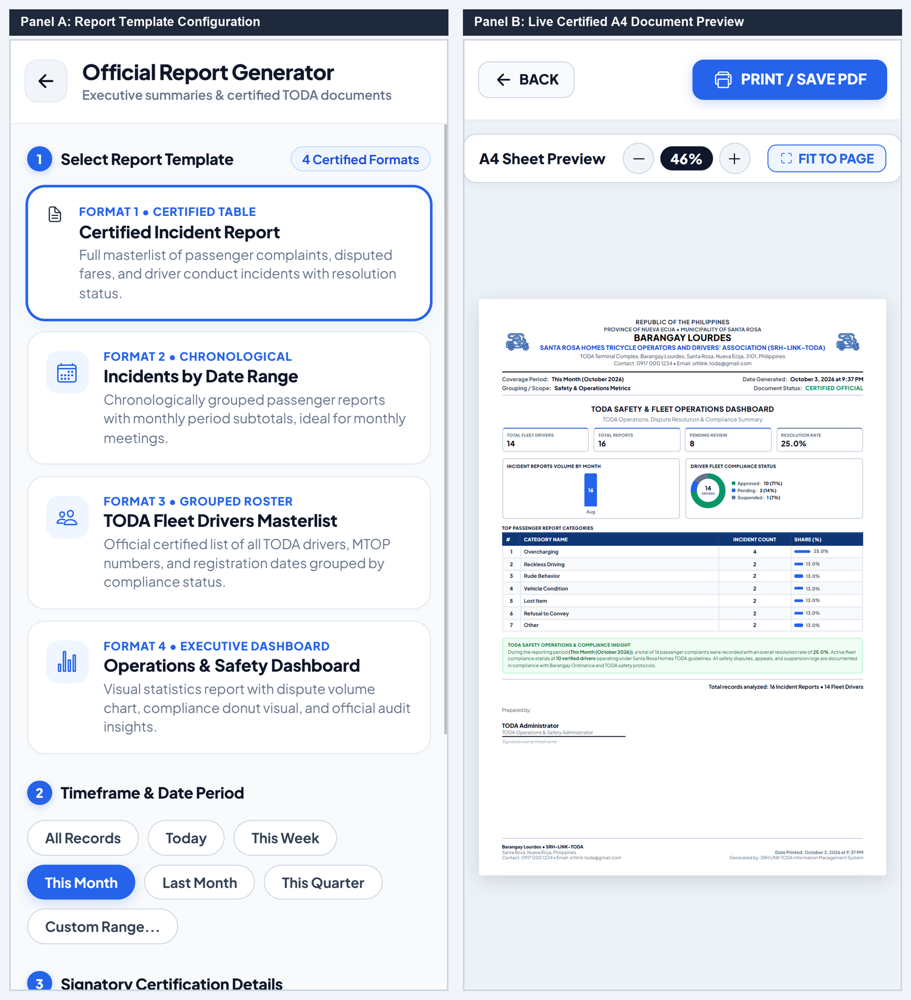 Panel A: Report Template Configuration
Official Report Generator
Executive summaries & certified TODA documents
1 Select Report Template 4 Certified Formats
FORMAT 1 ● CERTIFIED TABLE
Certified Incident Report
Full masterlist of passenger complaints, disputed
fares, and driver conduct incidents with resolution
status.
FORMAT 2 ● CHRONOLOGICAL
Incidents by Date Range
Chronologically grouped passenger reports
with monthly period subtotals, ideal for monthly
meetings.
FORMAT 3 ● GROUPED ROSTER
TODA Fleet Drivers Masterlist
Official certified list of all TODA drivers, MTOP
numbers, and registration dates grouped by
compliance status.
FORMAT 4 ● EXECUTIVE DASHBOARD
Operations & Safety Dashboard
Visual statistics report with dispute volume
chart, compliance donut visual, and official audit
insights.
2 Timeframe & Date Period
All Records Today This Week
This Month Last Month This Quarter
Custom Range...
3 Signatory Certification Details
Panel B: Live Certified A4 Document Preview
BACK PRINT / SAVE PDF
A4 Sheet Preview − 46% + FIT TO PAGE
REPUBLIC OF THE PHILIPPINES
PROVINCE OF NUEVA ECIJA ● MUNICIPALITY OF SANTA ROSA
BARANGAY LOURDES
SANTA ROSA HOMES TRICYCLE OPERATORS AND DRIVERS' ASSOCIATION (SRH-LINK-TODA)
TODA Terminal Complex, Barangay Lourdes, Santa Rosa, Nueva Ecija, 3101, Philippines
Contact: 0917 000 1234 ● Email: srhlink.toda@gmail.com
Coverage Period: This Month (October 2026) Date Generated: October 3, 2026 at 9:37 PM
Grouping / Scope: Safety & Operations Metrics Document Status: CERTIFIED OFFICIAL
TODA SAFETY & FLEET OPERATIONS DASHBOARD
TODA Operations, Dispute Resolution & Compliance Summary
TOTAL FLEET DRIVERS TOTAL REPORTS PENDING REVIEW RESOLUTION RATE
14 16 8 25.0%
INCIDENT REPORTS VOLUME BY MONTH
16
Aug
DRIVER FLEET COMPLIANCE STATUS
14
DRIVERS
Approved : 10 (71%)
Pending : 2 (14%)
Suspended : 1 (7%)
TOP PASSENGER REPORT CATEGORIES
# CATEGORY NAME INCIDENT COUNT SHARE (%)
1 Overcharging 4 25.0%
2 Reckless Driving 2 13.0%
3 Rude Behavior 2 13.0%
4 Vehicle Condition 2 13.0%
5 Lost Item 2 13.0%
6 Refusal to Convey 2 13.0%
7 Other 2 13.0%
TODA SAFETY OPERATIONS & COMPLIANCE INSIGHT
During the reporting period (This Month (October 2026)), a total of 16 passenger complaints were recorded with an overall resolution rate of 25.0%. Active fleet
compliance stands at 10 verified drivers operating under Santa Rosa Homes TODA guidelines. All safety disputes, appeals, and suspension logs are documented
in compliance with Barangay Ordinance and TODA safety protocols.
Total records analyzed: 16 Incident Reports ● 14 Fleet Drivers
Prepared by:
TODA Administrator
TODA Operations & Safety Administrator
Signature over printed name
Barangay Lourdes ● SRH-LINK-TODA
Santa Rosa, Nueva Ecija, Philippines Date Printed: October 3, 2026 at 9:37 PM
Contact: 0917 000 1234 ● Email: srhlink.toda@gmail.com Generated by: SRH LINK TODA Information Management System